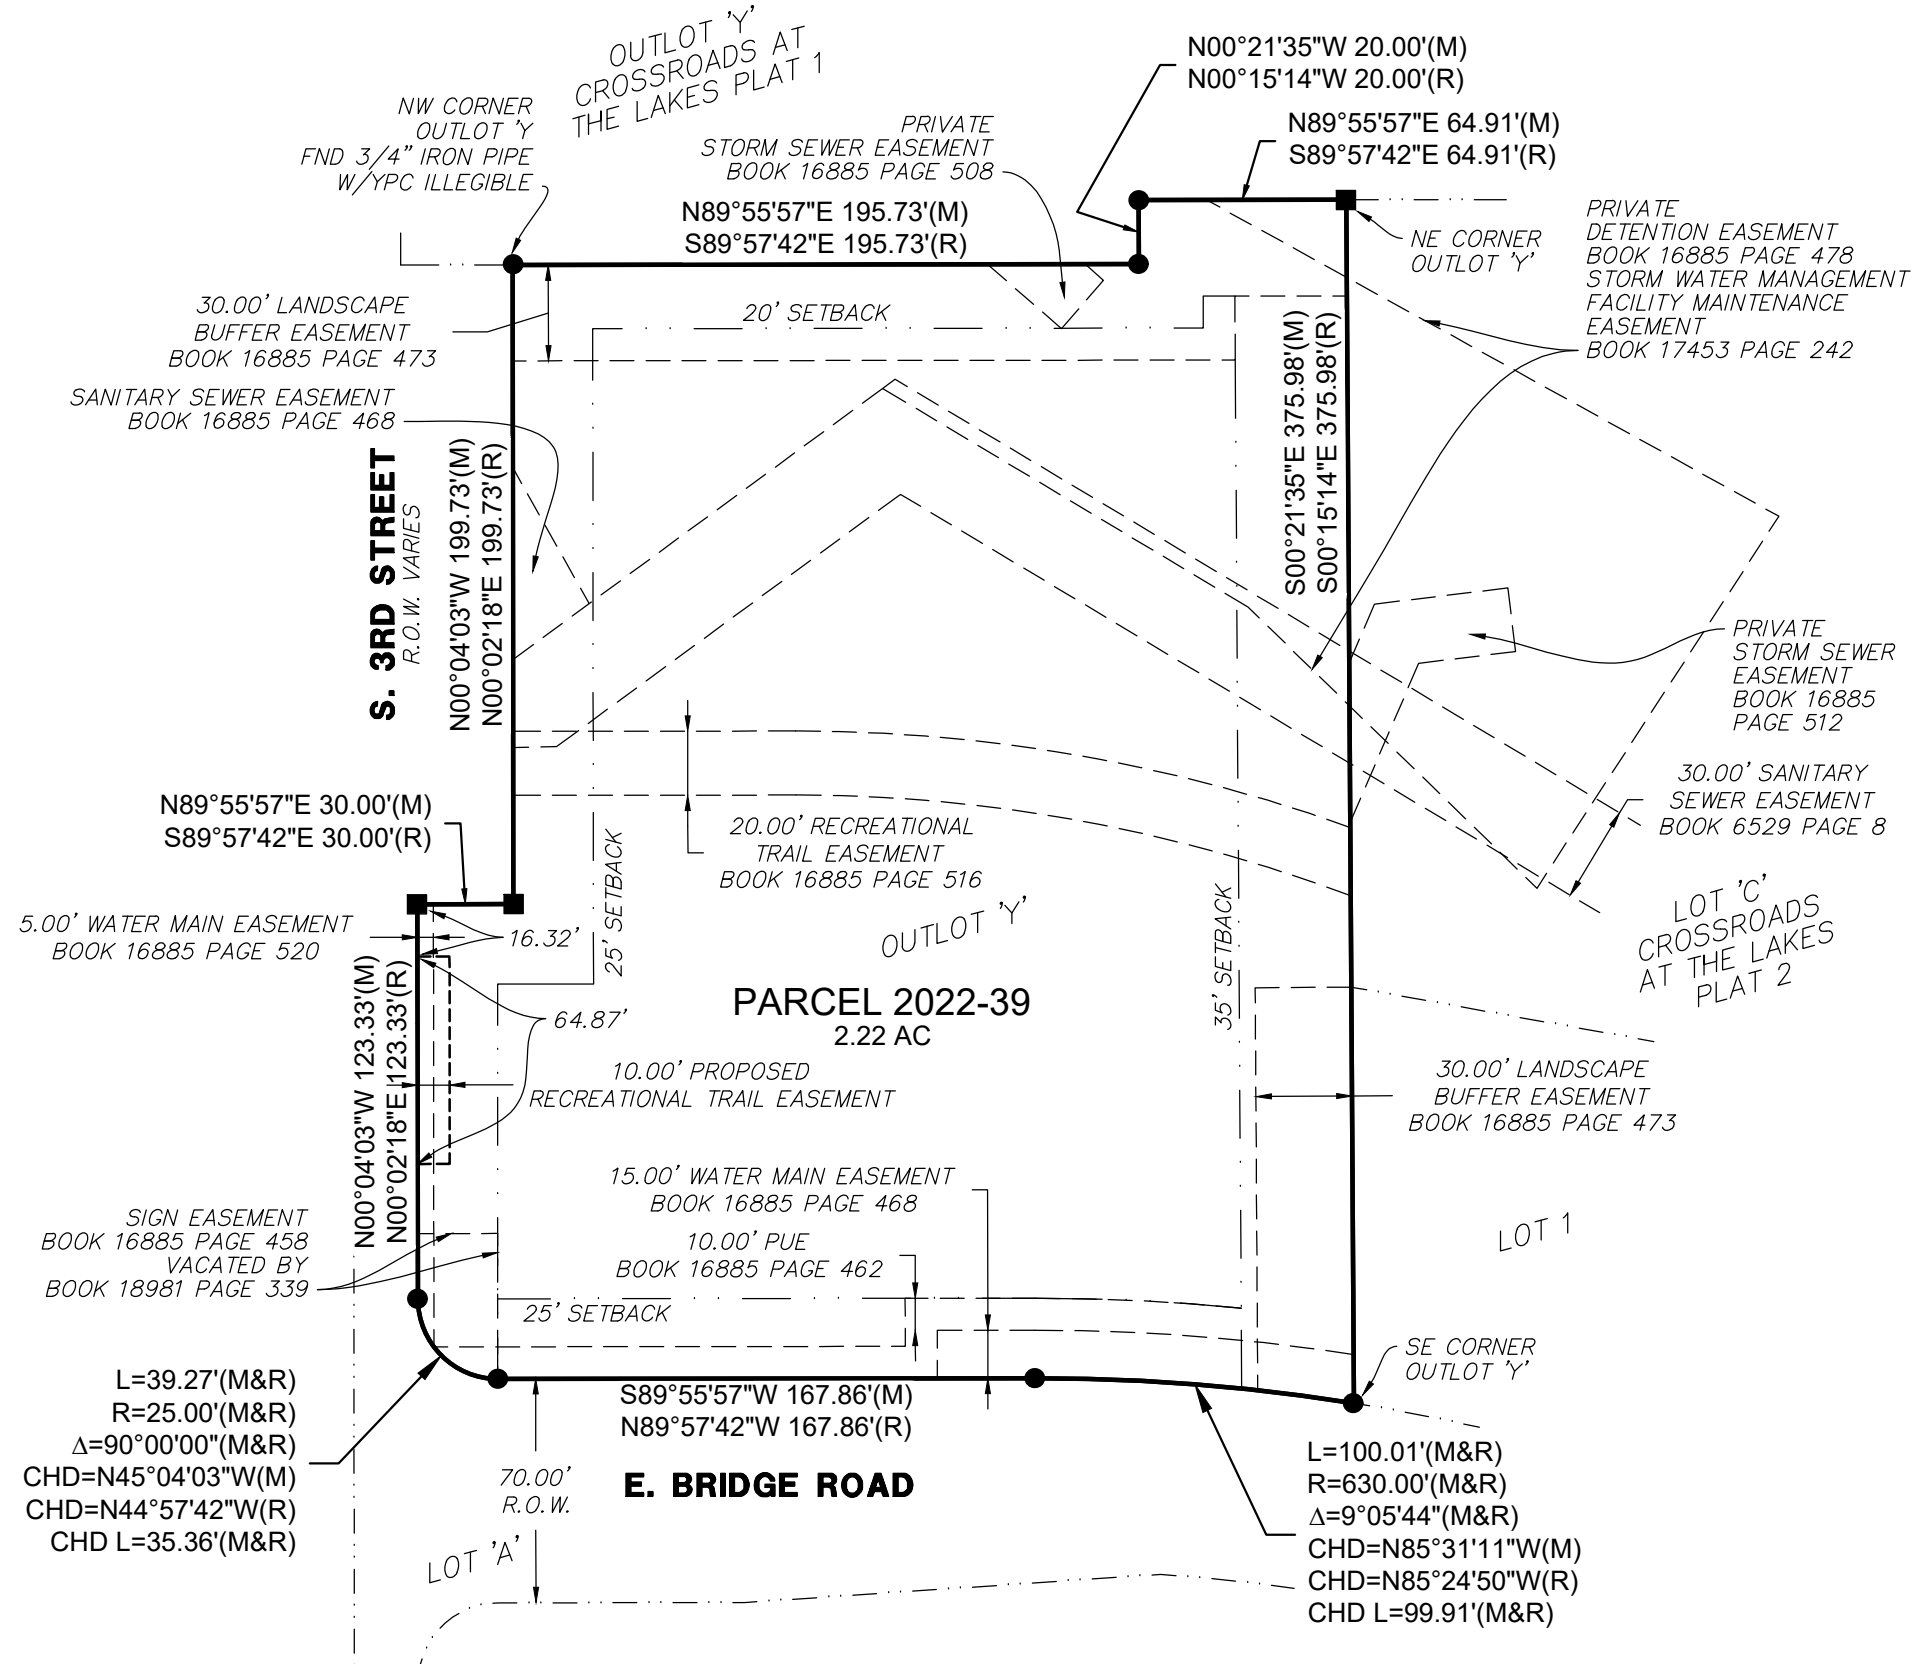 OUTLOT 'Y'
CROSSROADS AT
THE LAKES PLAT 1
N00°21'35"W 20.00'(M)
N00°15'14"W 20.00'(R)
NW CORNER
OUTLOT 'Y
FND 3/4" IRON PIPE
W/YPC ILLEGIBLE
PRIVATE
STORM SEWER EASEMENT
BOOK 16885 PAGE 508
N89°55'57"E 64.91'(M)
S89°57'42"E 64.91'(R)
N89°55'57"E 195.73'(M)
S89°57'42"E 195.73'(R)
NE CORNER
OUTLOT 'Y'
PRIVATE
DETENTION EASEMENT
BOOK 16885 PAGE 478
STORM WATER MANAGEMENT
FACILITY MAINTENANCE
EASEMENT
BOOK 17453 PAGE 242
30.00' LANDSCAPE
BUFFER EASEMENT
BOOK 16885 PAGE 473
20' SETBACK
SANITARY SEWER EASEMENT
BOOK 16885 PAGE 468
S00°21'35"E 375.98'(M)
S00°15'14"E 375.98'(R)
S. 3RD STREET
R.O.W. VARIES
N00°04'03"W 199.73'(M)
N00°02'18"E 199.73'(R)
PRIVATE
STORM SEWER
EASEMENT
BOOK 16885
PAGE 512
30.00' SANITARY
SEWER EASEMENT
BOOK 6529 PAGE 8
N89°55'57"E 30.00'(M)
S89°57'42"E 30.00'(R)
20.00' RECREATIONAL
TRAIL EASEMENT
BOOK 16885 PAGE 516
25' SETBACK
35' SETBACK
LOT 'C'
CROSSROADS
AT THE LAKES
PLAT 2
5.00' WATER MAIN EASEMENT
BOOK 16885 PAGE 520
16.32'
OUTLOT 'Y'
PARCEL 2022-39
2.22 AC
64.87'
N00°04'03"W 123.33'(M)
N00°02'18"E 123.33'(R)
10.00' PROPOSED
RECREATIONAL TRAIL EASEMENT
30.00' LANDSCAPE
BUFFER EASEMENT
BOOK 16885 PAGE 473
15.00' WATER MAIN EASEMENT
BOOK 16885 PAGE 468
SIGN EASEMENT
BOOK 16885 PAGE 458
VACATED BY
BOOK 18981 PAGE 339
10.00' PUE
BOOK 16885 PAGE 462
LOT 1
25' SETBACK
SE CORNER
OUTLOT 'Y'
L=39.27'(M&R)
R=25.00'(M&R)
Δ=90°00'00"(M&R)
CHD=N45°04'03"W(M)
CHD=N44°57'42"W(R)
CHD L=35.36'(M&R)
S89°55'57"W 167.86'(M)
N89°57'42"W 167.86'(R)
70.00'
R.O.W.
E. BRIDGE ROAD
LOT 'A'
L=100.01'(M&R)
R=630.00'(M&R)
Δ=9°05'44"(M&R)
CHD=N85°31'11"W(M)
CHD=N85°24'50"W(R)
CHD L=99.91'(M&R)